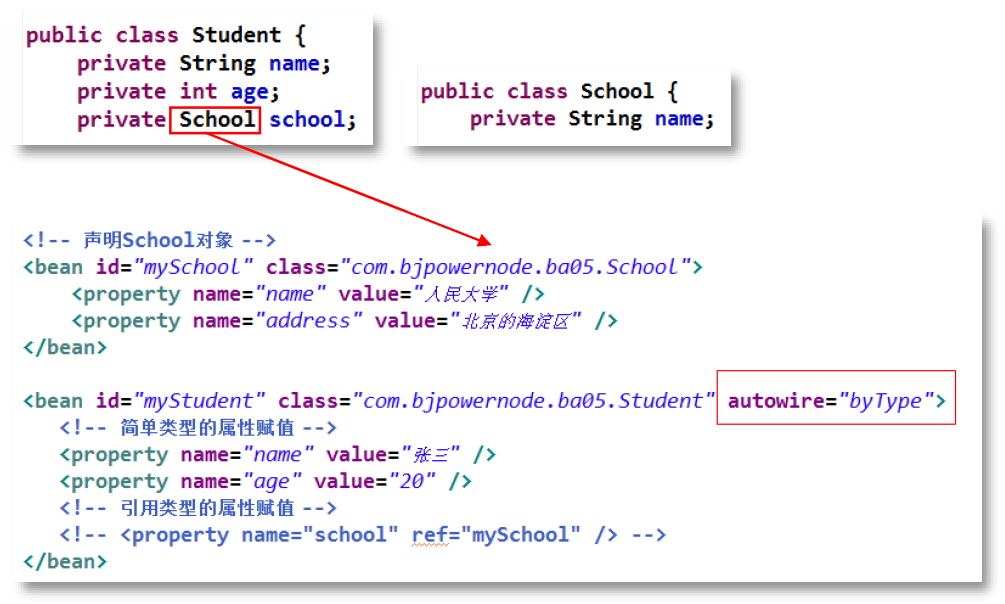 public class Student {
private String name;
private int age;
private School school;
public class School {
private String name;
<!-- 声明School对象 -->
<bean id="mySchool" class="com.bjpowernode.ba05.School">
<property name="name" value="人民大学" />
<property name="address" value="北京的海淀区" />
</bean>
<bean id="myStudent" class="com.bjpowernode.ba05.Student" autowire="byType">
<!-- 简单类型的属性赋值 -->
<property name="name" value="张三" />
<property name="age" value="20" />
<!-- 引用类型的属性赋值 -->
<!-- <property name="school" ref="mySchool" /> -->
</bean>